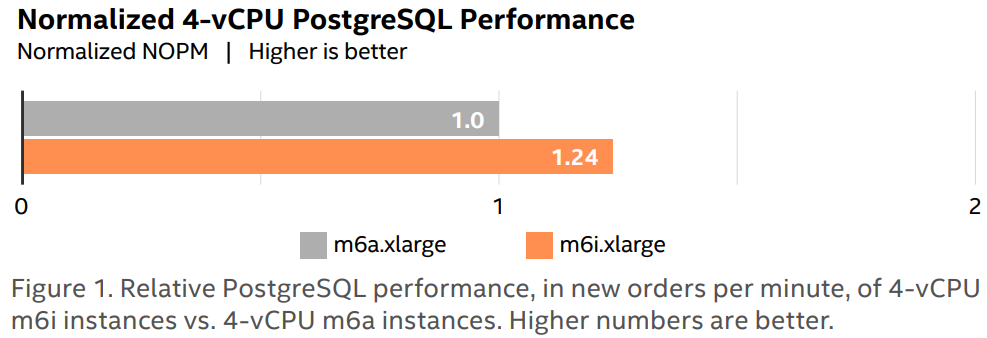 Normalized 4-vCPU PostgreSQL Performance
Normalized NOPM | Higher is better
1.0
1.24
0 1 2
m6a.xlarge m6i.xlarge
Figure 1. Relative PostgreSQL performance, in new orders per minute, of 4-vCPU
m6i instances vs. 4-vCPU m6a instances. Higher numbers are better.